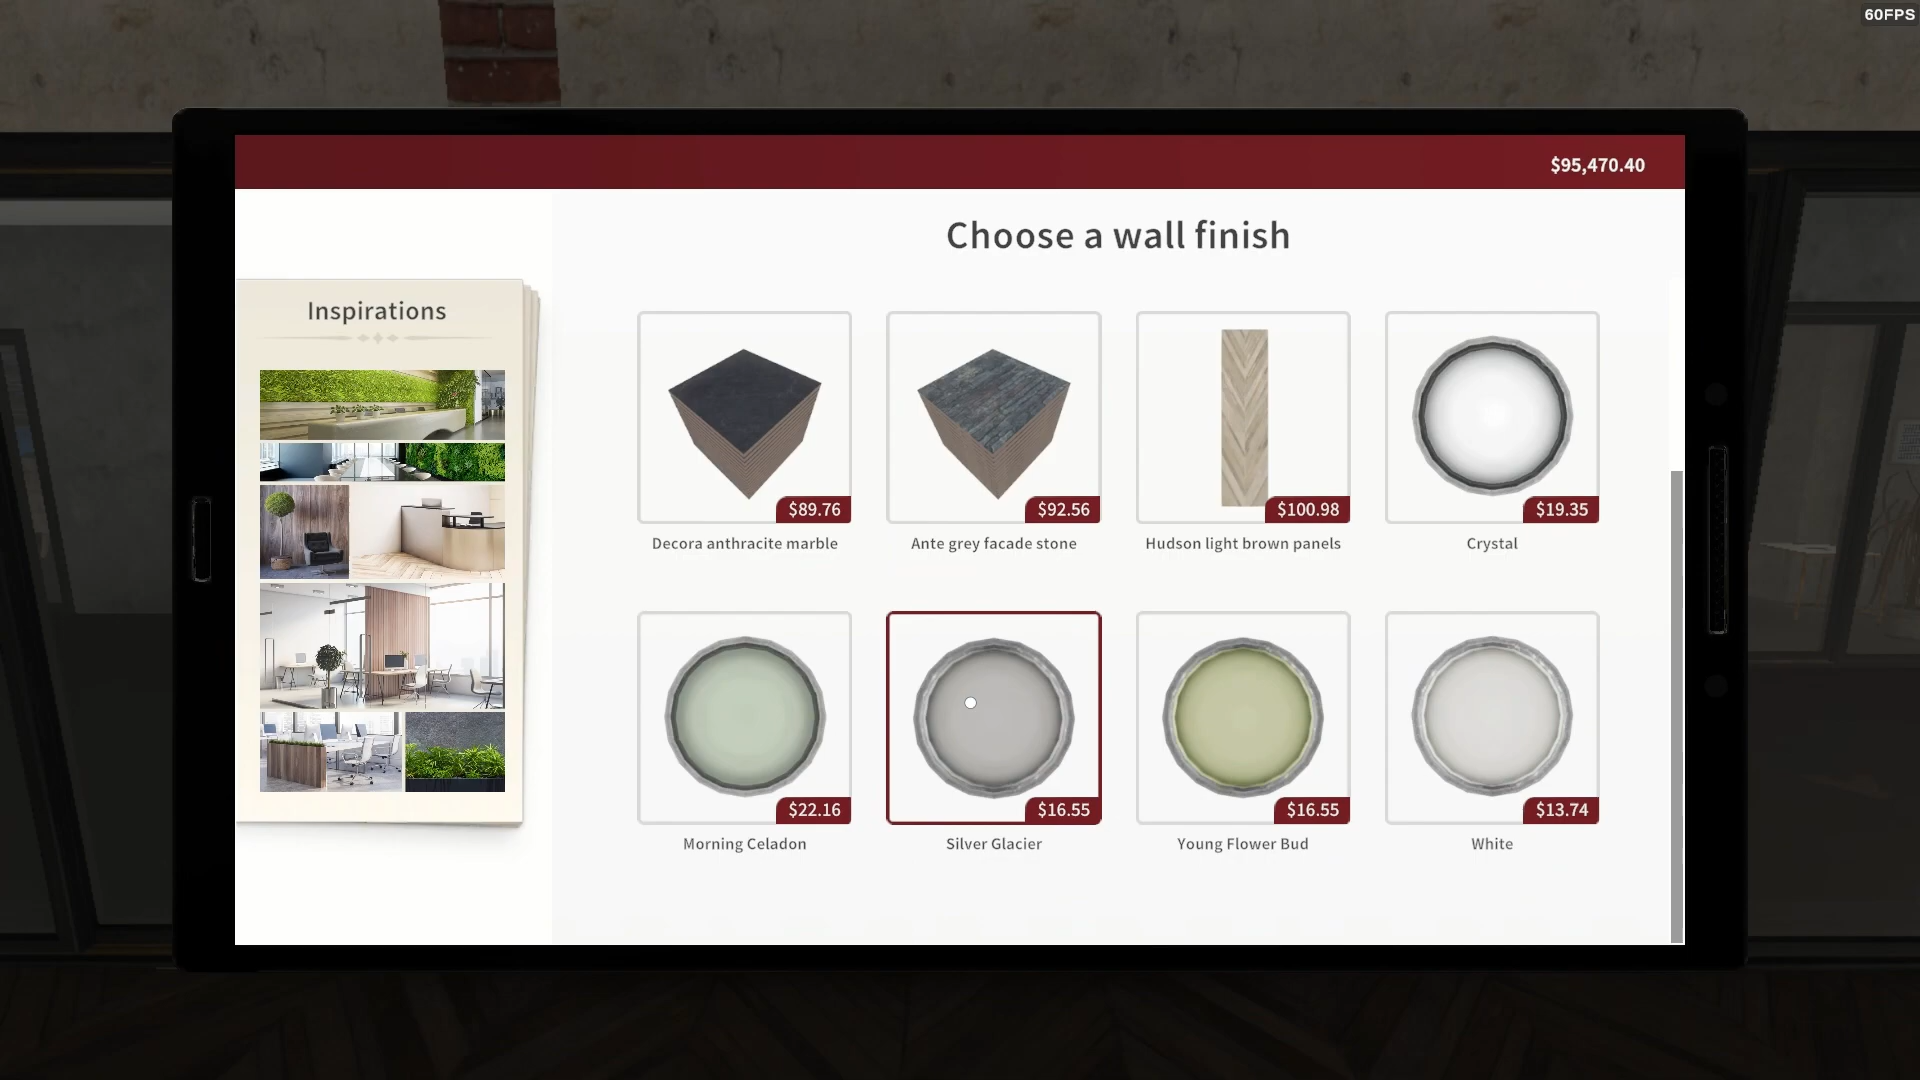 60FPS
$95,470.40
Choose a wall finish
Inspirations
$89.76
$92.56
$100.98
$19.35
Decora anthracite marble
Ante grey facade stone
Hudson light brown panels
Crystal
$22.16
$16.55
$16.55
$13.74
Morning Celadon
Silver Glacier
Young Flower Bud
White